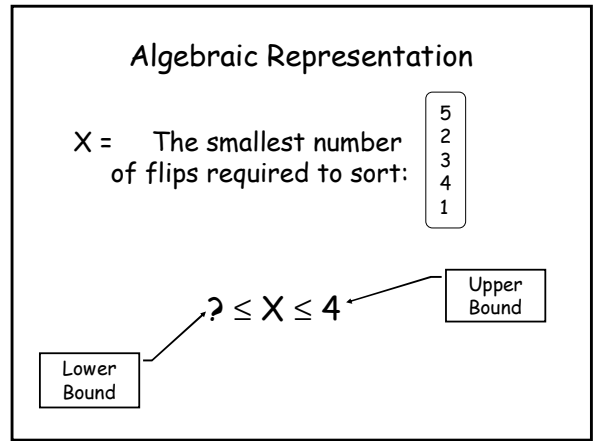 Algebraic Representation
X = The smallest number
of flips required to sort:
5
2
3
4
1
? ≤ X ≤ 4
Upper
Bound
Lower
Bound